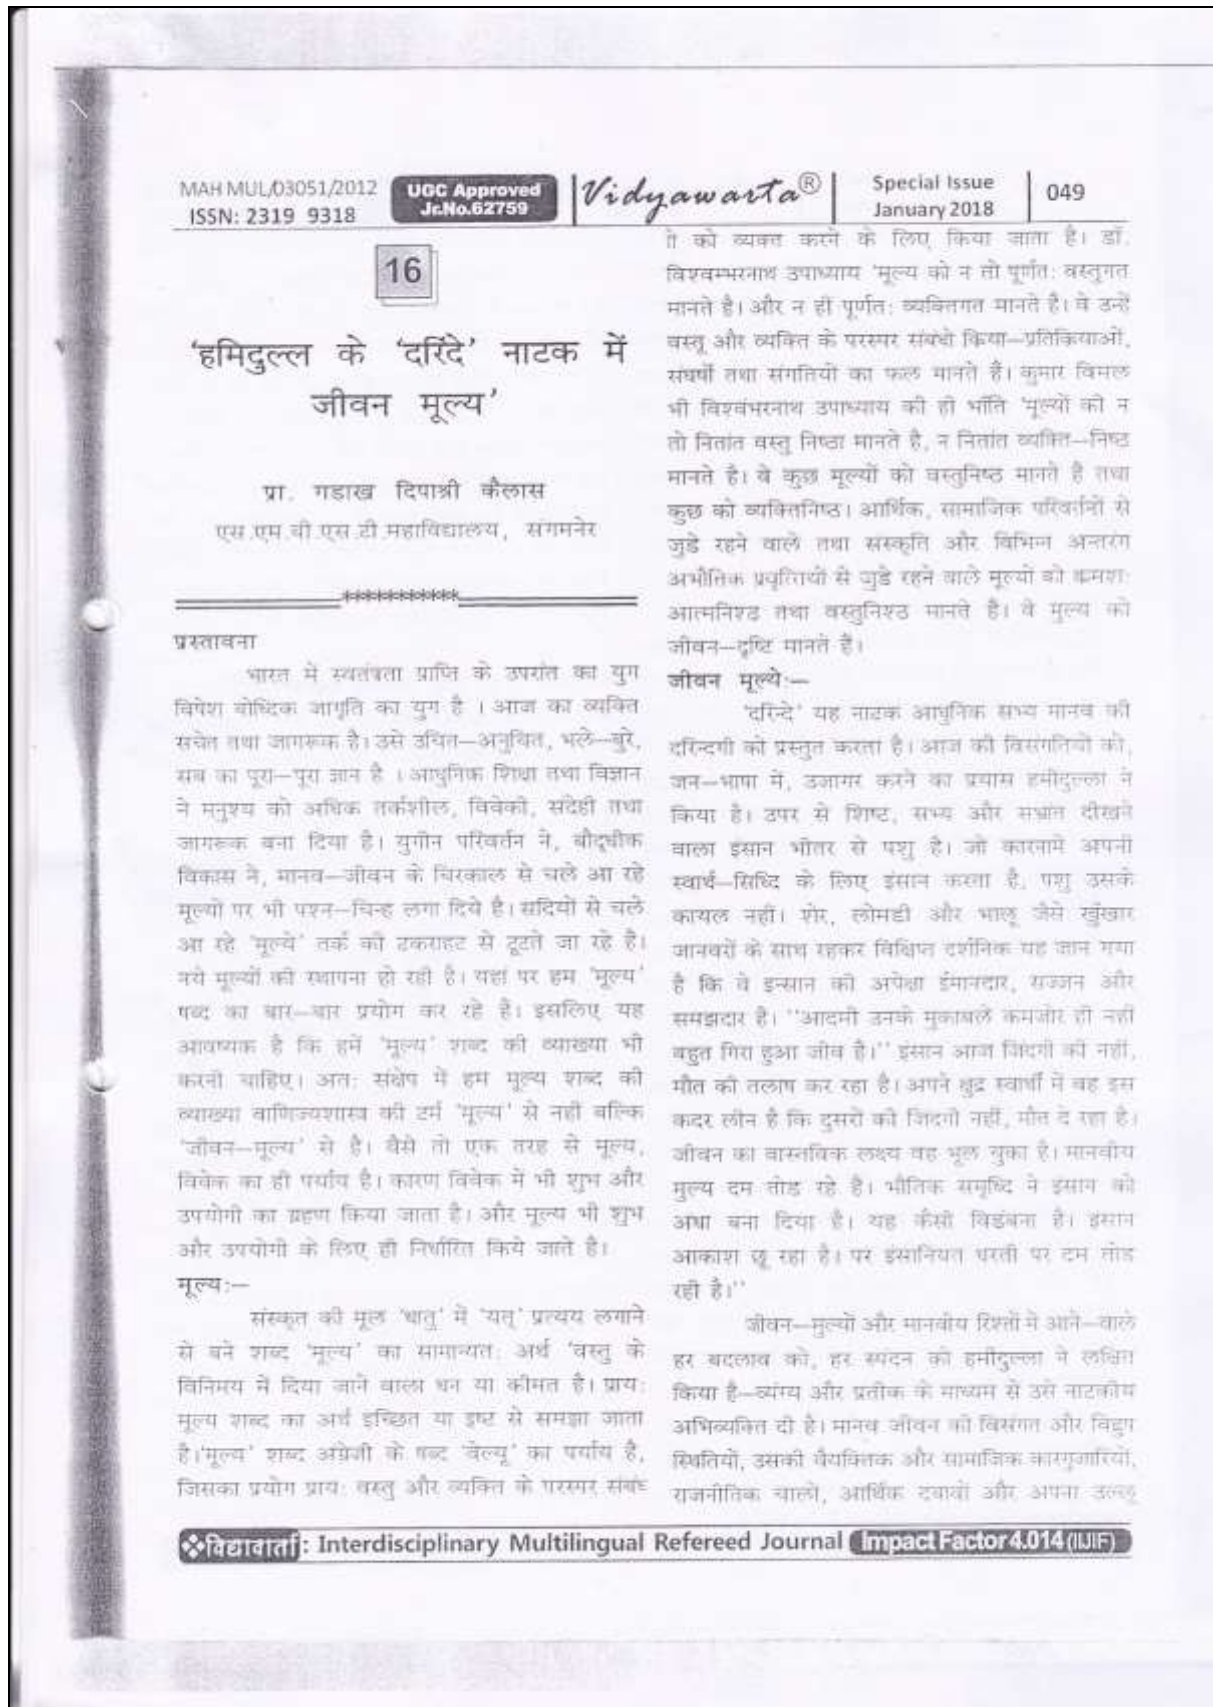 MAH MUL/03051/2012
ISSN: 2319 9318
UGC Approved
Jr.No.62759
Vidyawarta®
Special Issue
January 2018
049
16
'हमिदुल्ल के 'दरिंदे' नाटक में
जीवन मूल्य'
प्रा. गडाख दिपाश्री कैलास
एस.एम.बी.एस.टी.महाविद्यालय, संगमनेर
***********
प्रस्तावना
भारत में स्वतंत्रता प्राप्ति के उपरांत का युग
विषेश बोध्दिक जागृति का युग है । आज का व्यक्ति
सचेत तथा जागरूक है। उसे उचित—अनुचित, भले—बुरे,
सब का पूरा—पूरा ज्ञान है । आधुनिक शिक्षा तथा विज्ञान
ने मनुश्य को अधिक तर्कशील, विवेकी, संदेही तथा
जागरूक बना दिया है। युगीन परिवर्तन ने, बौद्धीक
विकास ने, मानव—जीवन के चिरकाल से चले आ रहे
मूल्यों पर भी पश्न—चिन्ह लगा दिये है। सदियों से चले
आ रहे 'मूल्ये' तर्क की टकराहट से टूटते जा रहे है।
नये मूल्यों की स्थापना हो रही है। यहां पर हम 'मूल्य'
षब्द का बार—बार प्रयोग कर रहे है। इसलिए यह
आवष्यक है कि हमें 'मूल्य' शब्द की व्याख्या भी
करनी चाहिए। अत: संक्षेप में हम मूल्य शब्द की
व्याख्या वाणिज्यशास्त्र की टर्म 'मूल्य' से नही बल्कि
'जीवन—मूल्य' से है। वैसे तो एक तरह से मूल्य,
विवेक का ही पर्याय है। कारण विवेक में भी शुभ और
उपयोगी का ग्रहण किया जाता है। और मूल्य भी शुभ
और उपयोगी के लिए ही निर्धारित किये जाते है।
मूल्य:—
संस्कृत की मूल 'धातु' में 'यत्' प्रत्यय लगाने
से बने शब्द 'मूल्य' का सामान्यत: अर्थ 'वस्तु के
विनिमय में दिया जाने वाला धन या कीमत है। प्राय:
मूल्य शब्द का अर्थ इच्छित या इष्ट से समझा जाता
है।'मूल्य' शब्द अंग्रेजी के षब्द 'वेल्यू' का पर्याय है,
जिसका प्रयोग प्राय: वस्तु और व्यक्ति के परस्पर संबंध
ो को व्यक्त करने के लिए किया जाता है। डॉ.
विश्वम्भरनाथ उपाध्याय 'मूल्य को न तो पूर्णत: वस्तुगत
मानते है। और न ही पूर्णत: व्यक्तिगत मानते है। वे उन्हें
वस्तू और व्यक्ति के परस्पर संबंधो किया—प्रतिकियाओं,
संघर्षों तथा संगतियों का फल मानते हैं। कुमार विमल
भी विश्वंभरनाथ उपाध्याय की ही भाँति 'मूल्यों को न
तो नितांत वस्तु निष्ठा मानते है, न नितांत व्यक्ति—निष्ठ
मानते है। वे कुछ मूल्यों को वस्तुनिष्ठ मानते है तथा
कुछ को व्यक्तिनिष्ठ। आर्थिक, सामाजिक परिवर्तनों से
जुडे रहने वाले तथा संस्कृति और विभिन्न अन्तरंग
अभौतिक प्रवृत्तियों से जुडे रहने वाले मूल्यों को कमश:
आत्मनिश्ठ तथा वस्तुनिश्ठ मानते है। वे मुल्य को
जीवन—दृष्टि मानते है।
जीवन मूल्ये:—
'दरिन्दे' यह नाटक आधुनिक सभ्य मानव की
दरिन्दगी को प्रस्तुत करता है। आज की विसंगतियों को,
जन—भाषा में, उजागर करने का प्रयास हमीदुल्ला ने
किया है। उपर से शिष्ट, सभ्य और सभ्रांत दीखने
वाला इंसान भीतर से पशु है। जो कारनामे अपनी
स्वार्थ—सिध्दि के लिए इंसान करता है, पशु उसके
कायल नहीं। शेर, लोमडी और भालू जैसे खुंखार
जानवरों के साथ रहकर विक्षिप्त दर्शनिक यह जान गया
है कि वे इन्सान की अपेक्षा ईमानदार, सज्जन और
समझदार है। ''आदमी उनके मुकाबले कमजोर ही नहीं
बहुत गिरा हुआ जीव है।'' इंसान आज जिंदगी की नहीं,
मौत की तलाष कर रहा है। अपने क्षुद्र स्वार्थों में वह इस
कदर लीन है कि दुसरों को जिंदगी नहीं, मौत दे रहा है।
जीवन का वास्तविक लक्ष्य वह भूल चुका है। मानवीय
मुल्य दम तोड रहे है। भौतिक समृध्दि ने इंसान को
अंधा बना दिया है। यह कैसी विडंबना है। इंसान
आकाश छू रहा है। पर इंसानियत धरती पर दम तोड
रही है।''
जीवन—मुल्यों और मानवीय रिश्तों मे आने—वाले
हर बदलाव को, हर स्पंदन को हमीदुल्ला ने लक्षित
किया है—व्यंग्य और प्रतीक के माध्यम से उसे नाटकीय
अभिव्यक्ति दी है। मानव जीवन की विसंगत और विद्रुप
स्थितियों, उसकी वैयक्तिक और सामाजिक कारगुजारियों,
राजनीतिक चालो, आर्थिक दबावों और अपना उल्लू
❖विद्यावार्ता: Interdisciplinary Multilingual Refereed Journal Impact Factor 4.014 (IIJIF)